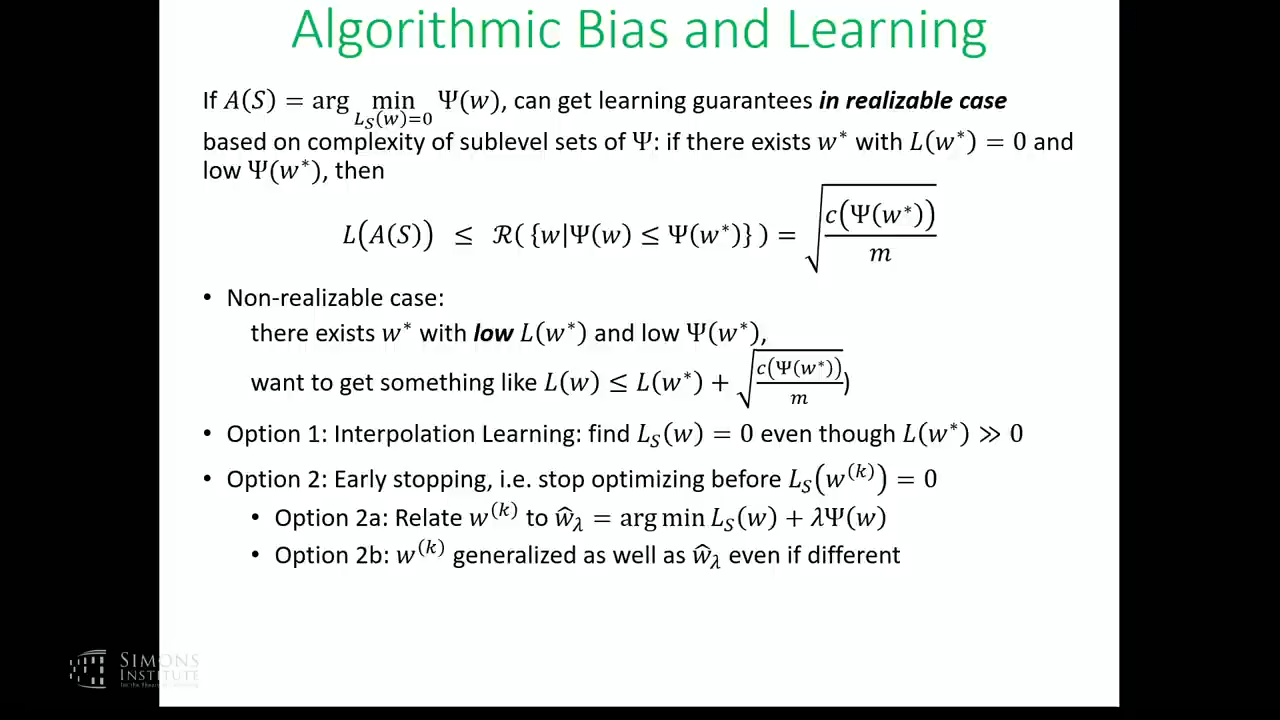 Algorithmic Bias and Learning
If A(S) = arg min_{L_S(w)=0} Ψ(w), can get learning guarantees in realizable case
based on complexity of sublevel sets of Ψ: if there exists w* with L(w*) = 0 and
low Ψ(w*), then
L(A(S)) ≤ ℛ( {w|Ψ(w) ≤ Ψ(w*)} ) = √(c(Ψ(w*))/m)
• Non-realizable case:
there exists w* with low L(w*) and low Ψ(w*),
want to get something like L(w) ≤ L(w*) + √(c(Ψ(w*))/m))
• Option 1: Interpolation Learning: find L_S(w) = 0 even though L(w*) ≫ 0
• Option 2: Early stopping, i.e. stop optimizing before L_S(w^(k)) = 0
• Option 2a: Relate w^(k) to ŵ_λ = arg min L_S(w) + λΨ(w)
• Option 2b: w^(k) generalized as well as ŵ_λ even if different
SIMONS
INSTITUTE